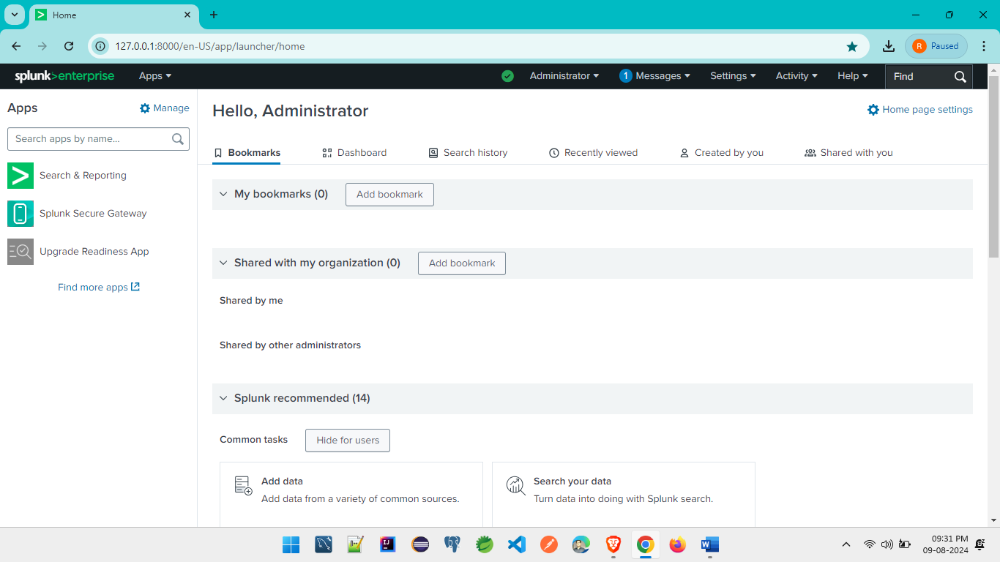 Home
127.0.0.1:8000/en-US/app/launcher/home
R Paused
splunk>enterprise Apps Administrator 1 Messages Settings Activity Help Find
Apps Manage
Search apps by name...
Search & Reporting
Splunk Secure Gateway
Upgrade Readiness App
Find more apps
Hello, Administrator
Home page settings
Bookmarks Dashboard Search history Recently viewed Created by you Shared with you
My bookmarks (0) Add bookmark
Shared with my organization (0) Add bookmark
Shared by me
Shared by other administrators
Splunk recommended (14)
Common tasks Hide for users
Add data
Add data from a variety of common sources.
Search your data
Turn data into doing with Splunk search.
09:31 PM
09-08-2024